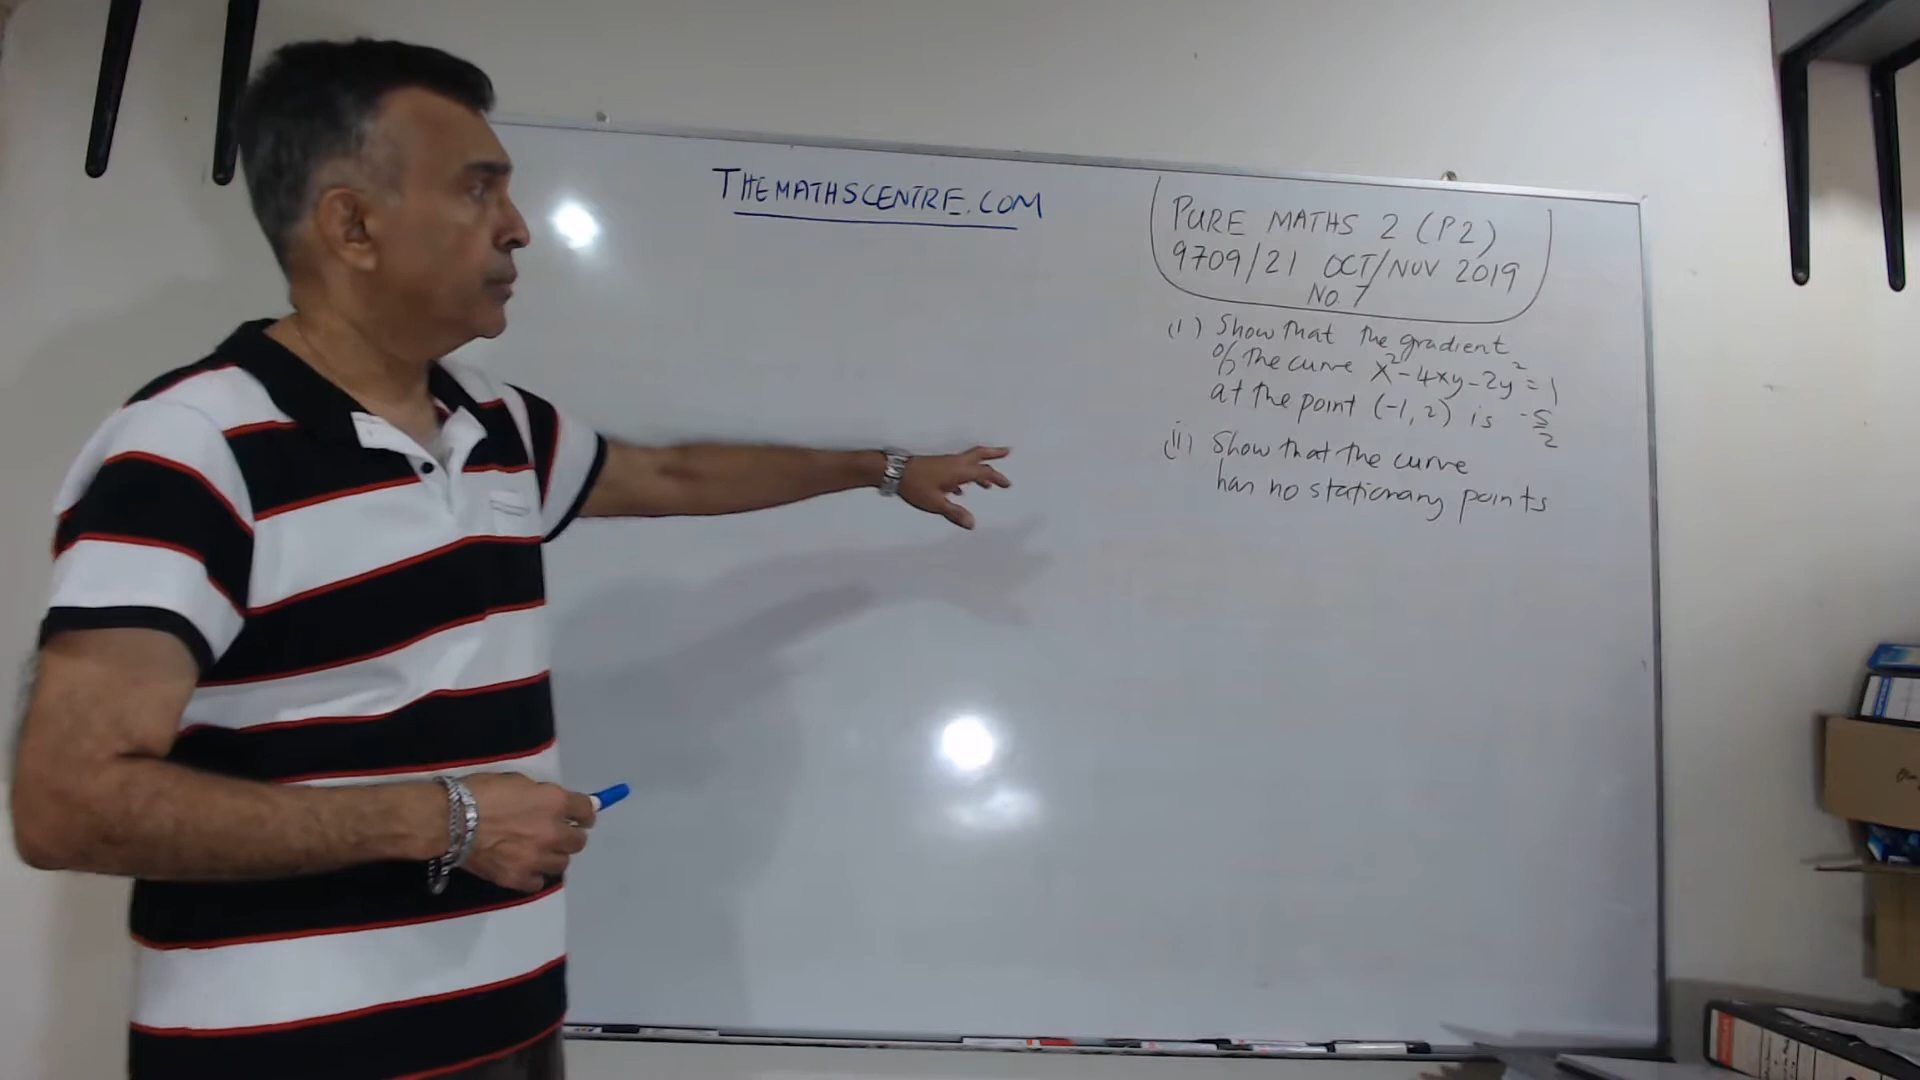 THEMATHSCENTRE.COM
PURE MATHS 2 (P2)
9709/21 OCT/NOV 2019
No. 7
(i) Show that the gradient
of the curve x² - 4xy - 2y² = 1
at the point (-1, 2) is -5/2
(ii) Show that the curve
has no stationary points